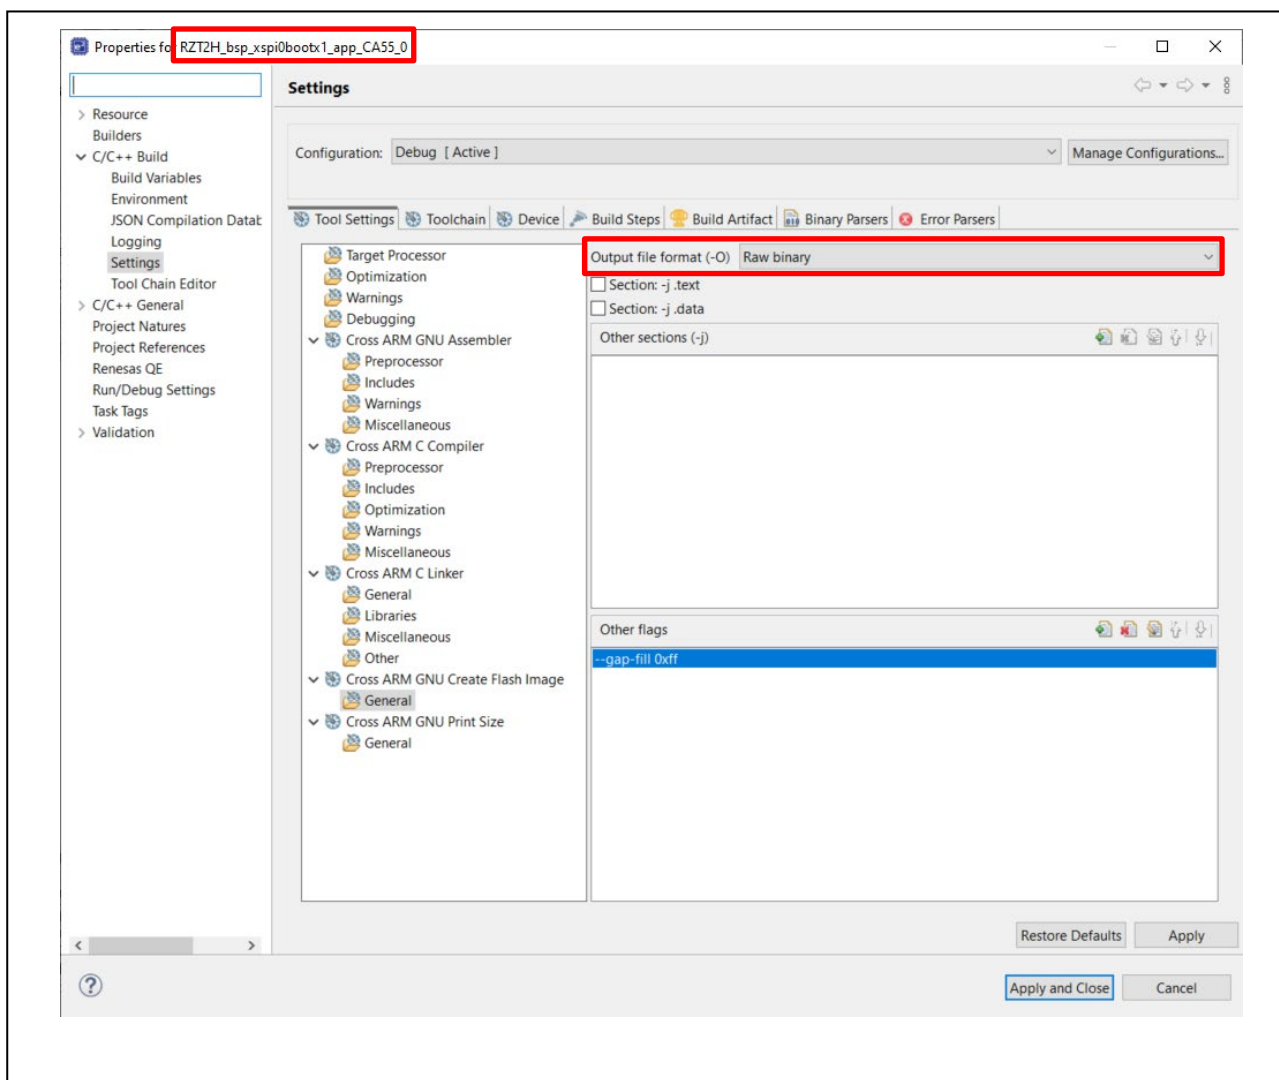 Properties for RZT2H_bsp_xspi0bootx1_app_CA55_0
Settings
Resource
Builders
C/C++ Build
Build Variables
Environment
JSON Compilation Datab
Logging
Settings
Tool Chain Editor
C/C++ General
Project Natures
Project References
Renesas QE
Run/Debug Settings
Task Tags
Validation
Configuration: Debug [ Active ]
Manage Configurations...
Tool Settings Toolchain Device Build Steps Build Artifact Binary Parsers Error Parsers
Target Processor
Optimization
Warnings
Debugging
Cross ARM GNU Assembler
Preprocessor
Includes
Warnings
Miscellaneous
Cross ARM C Compiler
Preprocessor
Includes
Optimization
Warnings
Miscellaneous
Cross ARM C Linker
General
Libraries
Miscellaneous
Other
Cross ARM GNU Create Flash Image
General
Cross ARM GNU Print Size
General
Output file format (-O) Raw binary
Section: -j .text
Section: -j .data
Other sections (-j)
Other flags
--gap-fill 0xff
Restore Defaults Apply
? Apply and Close Cancel